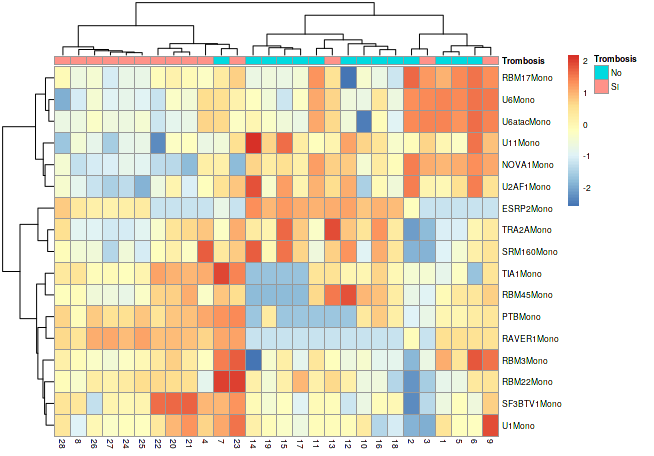 Trombosis
RBM17Mono
U6Mono
U6atacMono
U11Mono
NOVA1Mono
U2AF1Mono
ESRP2Mono
TRA2AMono
SRM160Mono
TIA1Mono
RBM45Mono
PTBMono
RAVER1Mono
RBM3Mono
RBM22Mono
SF3BTV1Mono
U1Mono
28 8 26 27 24 25 22 20 21 4 7 23 14 19 15 17 11 13 12 10 16 18 2 3 1 5 6 9
2
1
0
-1
-2
Trombosis
No
SI